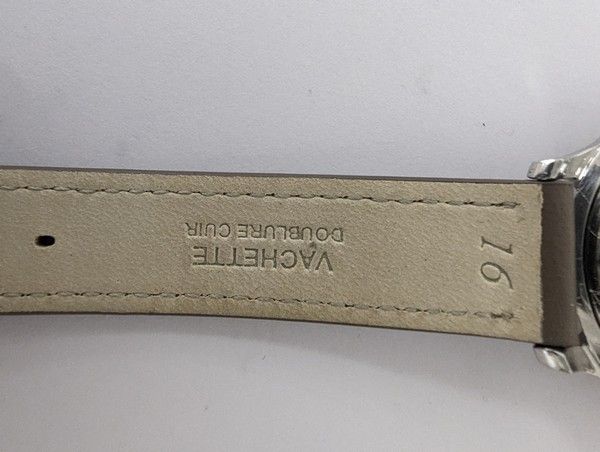 VACHETTE
DOUBLURE CUIR
16